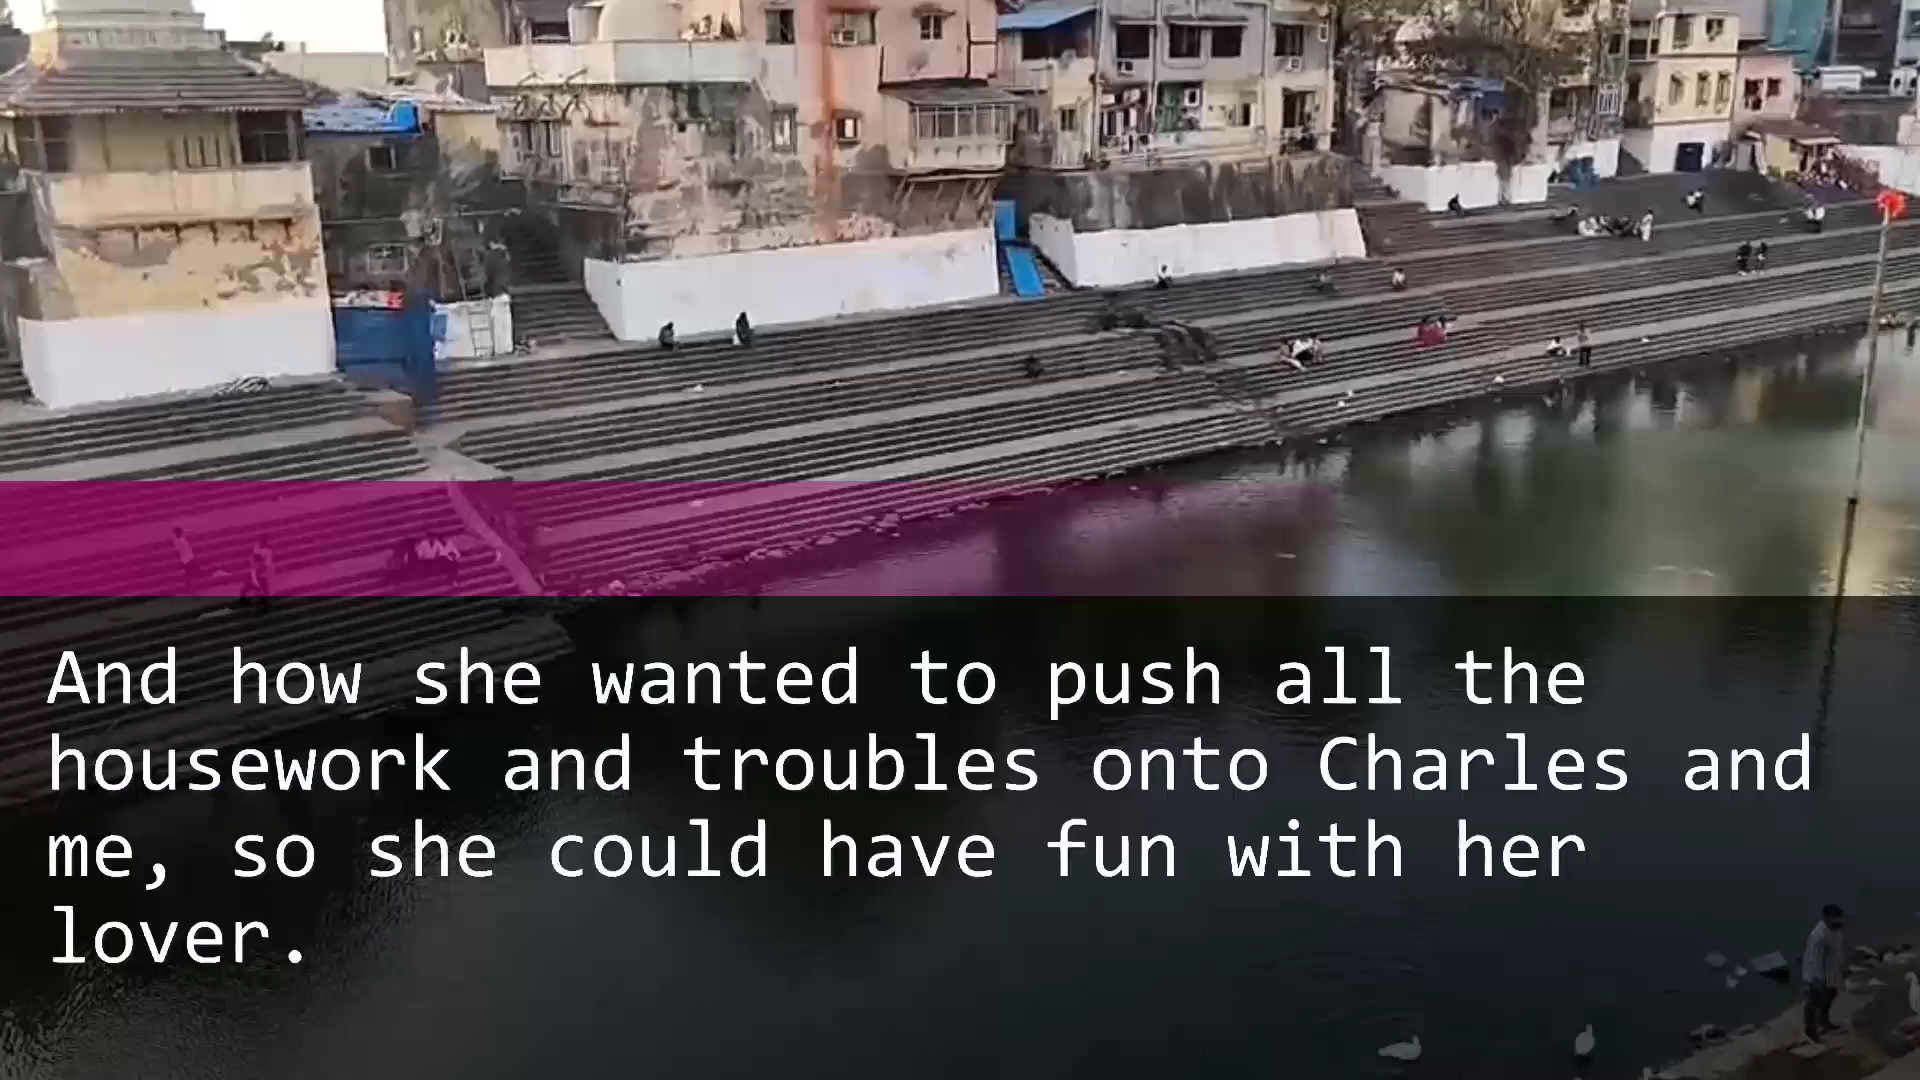 And how she wanted to push all the
housework and troubles onto Charles and
me, so she could have fun with her
lover.